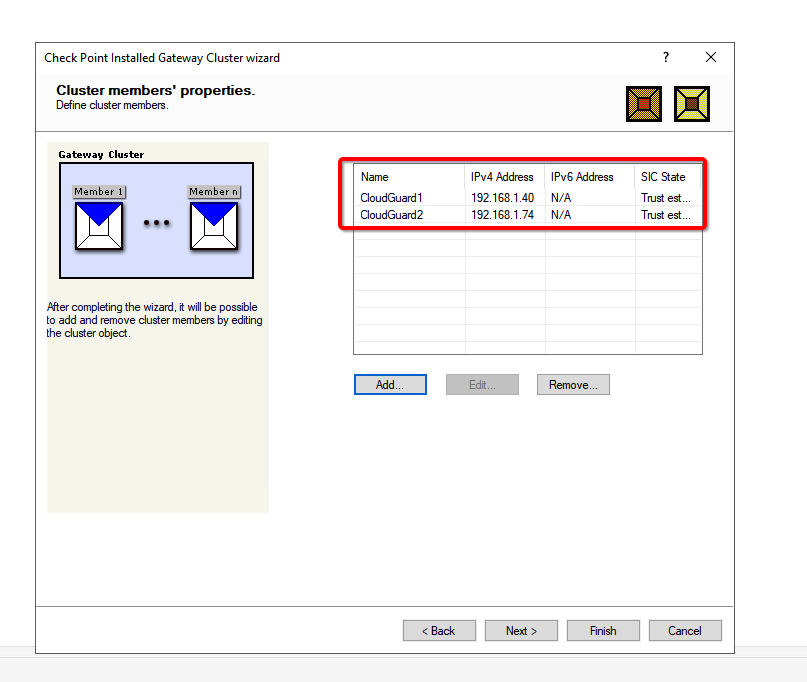 Check Point Installed Gateway Cluster wizard
?
Cluster members' properties.
Define cluster members.
Gateway Cluster
Member 1
Member n
After completing the wizard, it will be possible
to add and remove cluster members by editing
the cluster object.
Name IPv4 Address IPv6 Address SIC State
CloudGuard1 192.168.1.40 N/A Trust est...
CloudGuard2 192.168.1.74 N/A Trust est...
Add... Edit... Remove...
< Back Next > Finish Cancel